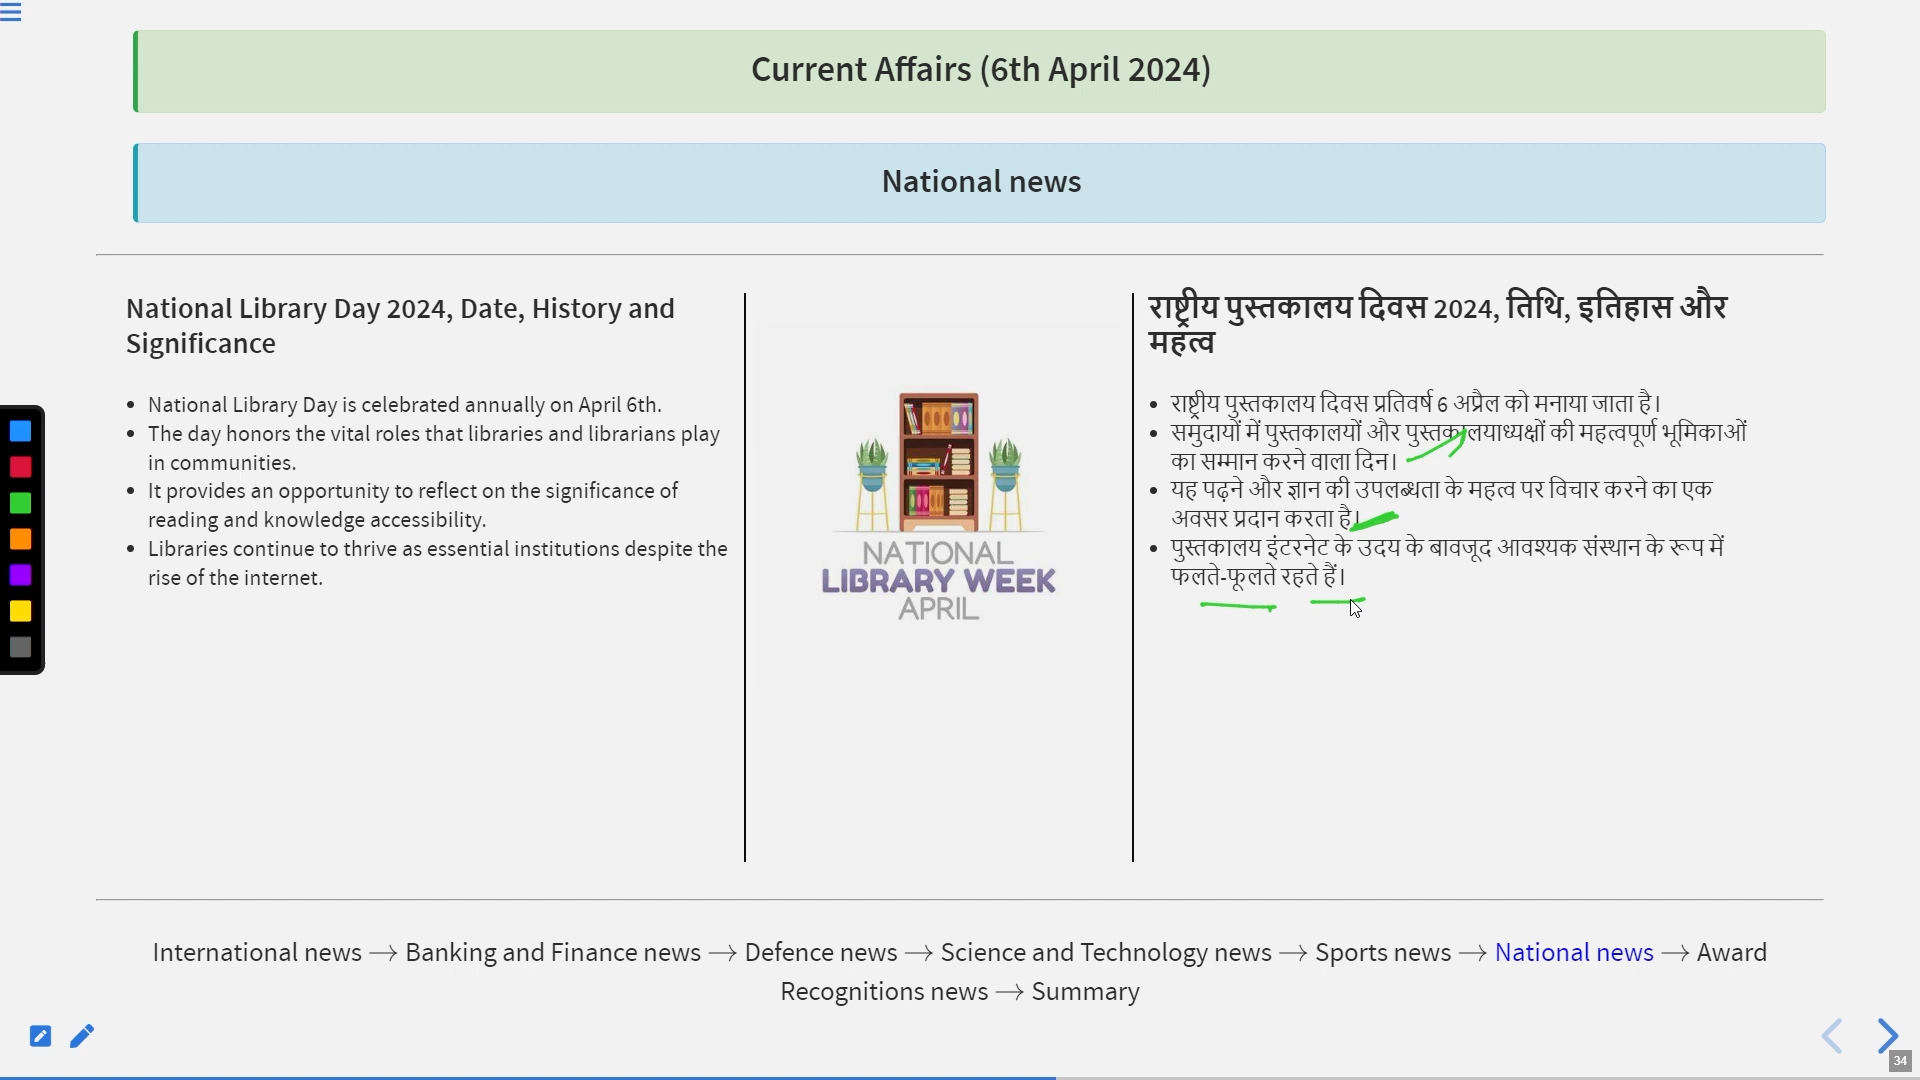 Current Affairs (6th April 2024)
National news
National Library Day 2024, Date, History and
Significance
National Library Day is celebrated annually on April 6th.
The day honors the vital roles that libraries and librarians play
in communities.
It provides an opportunity to reflect on the significance of
reading and knowledge accessibility.
Libraries continue to thrive as essential institutions despite the
rise of the internet.
NATIONAL
LIBRARY WEEK
APRIL
राष्ट्रीय पुस्तकालय दिवस 2024, तिथि, इतिहास और
महत्व
राष्ट्रीय पुस्तकालय दिवस प्रतिवर्ष 6 अप्रैल को मनाया जाता है।
समुदायों में पुस्तकालयों और पुस्तकालयाध्यक्षों की महत्वपूर्ण भूमिकाओं
का सम्मान करने वाला दिन।
यह पढ़ने और ज्ञान की उपलब्धता के महत्व पर विचार करने का एक
अवसर प्रदान करता है।
पुस्तकालय इंटरनेट के उदय के बावजूद आवश्यक संस्थान के रूप में
फलते-फूलते रहते हैं।
International news → Banking and Finance news → Defence news → Science and Technology news → Sports news → National news → Award
Recognitions news → Summary
34